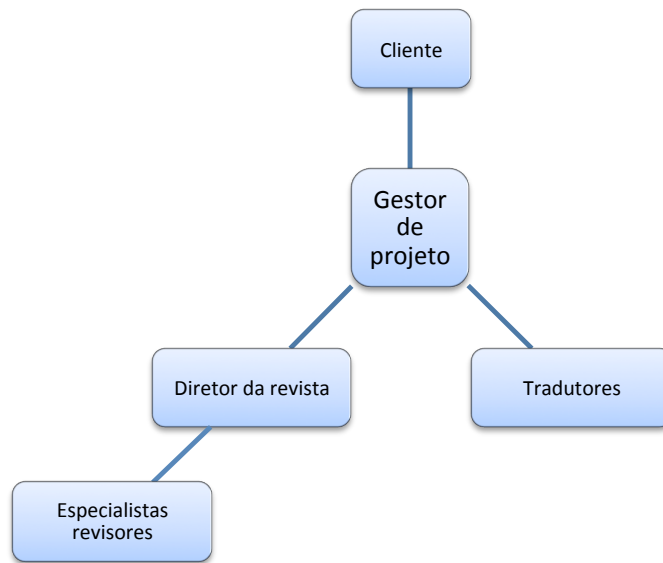 Cliente
Gestor
de
projeto
Diretor da revista
Tradutores
Especialistas
revisores